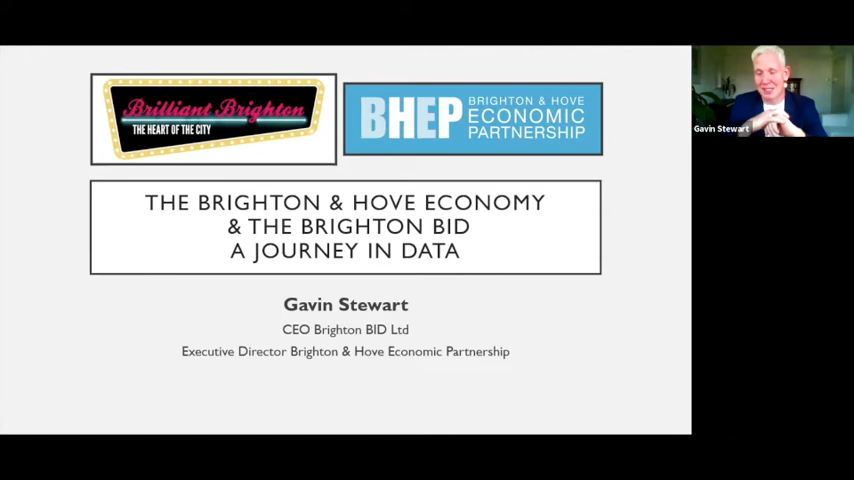 Brilliant Brighton
THE HEART OF THE CITY
BHEP
BRIGHTON & HOVE
ECONOMIC
PARTNERSHIP
Gavin Stewart
THE BRIGHTON & HOVE ECONOMY
& THE BRIGHTON BID
A JOURNEY IN DATA
Gavin Stewart
CEO Brighton BID Ltd
Executive Director Brighton & Hove Economic Partnership